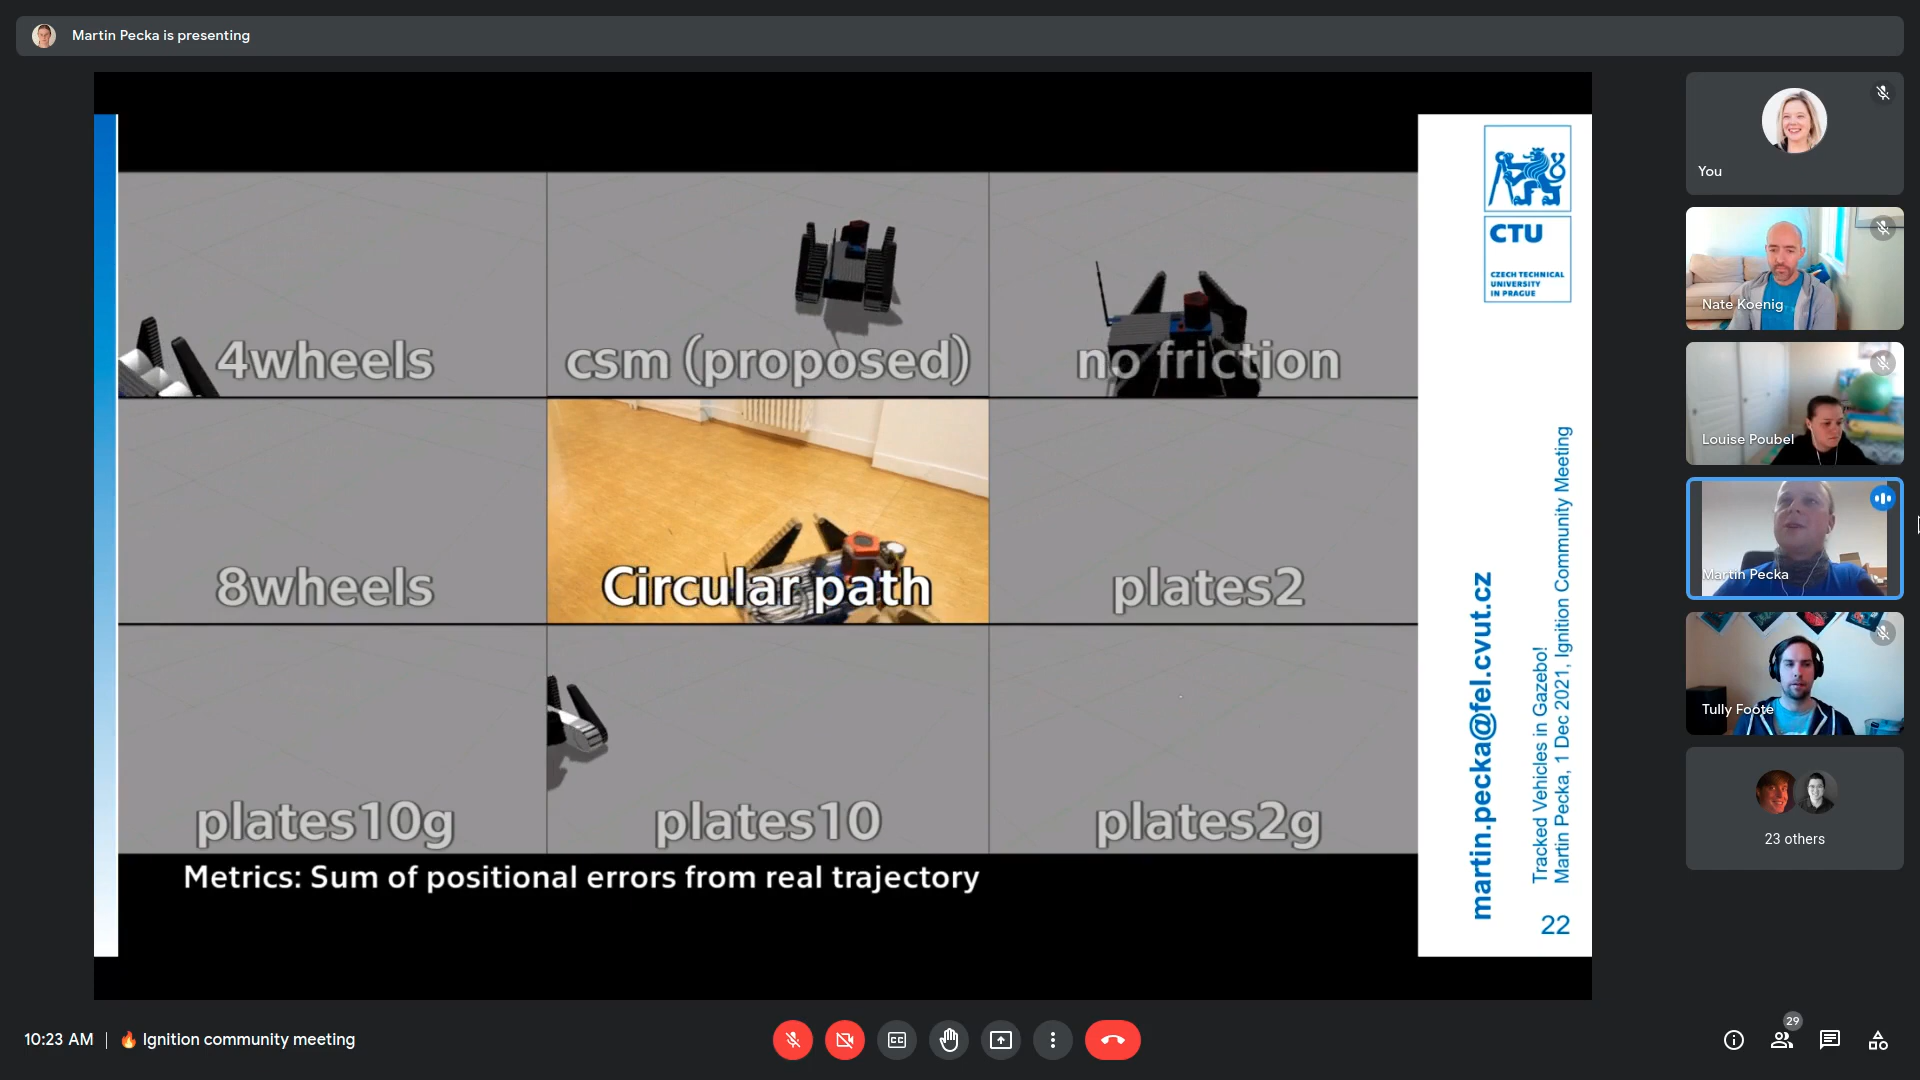 Martin Pecka is presenting
4wheels
csm (proposed)
no friction
8wheels
Circular path
plates2
plates10g
plates10
plates2g
Metrics: Sum of positional errors from real trajectory
CTU
CZECH TECHNICAL
UNIVERSITY
IN PRAGUE
martin.pecka@fel.cvut.cz
Tracked Vehicles in Gazebo!
Martin Pecka, 1 Dec 2021, Ignition Community Meeting
22
You
Nate Koenig
Louise Poubel
Martin Pecka
Tully Foote
23 others
10:23 AM | 🔥 Ignition community meeting
CC
29